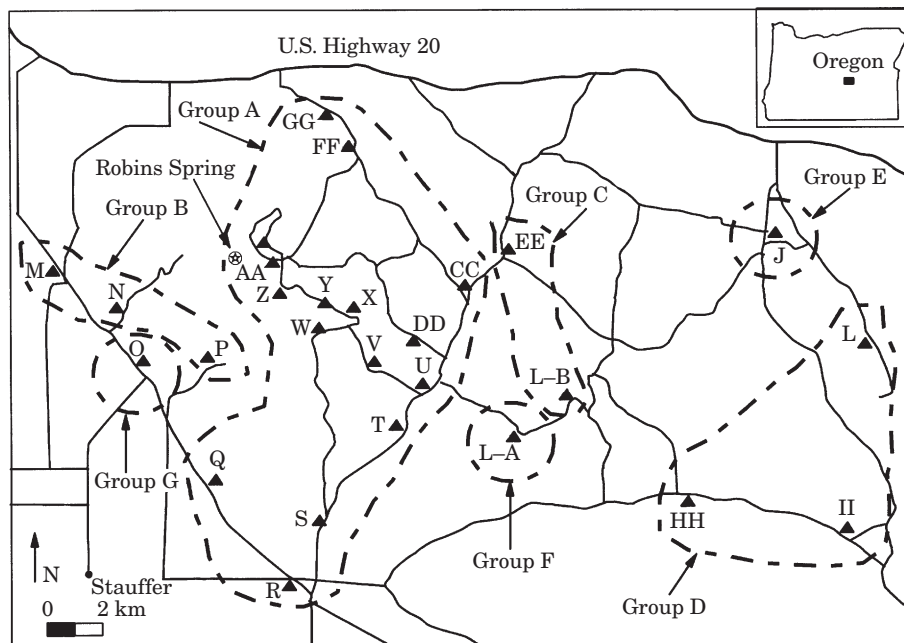 U.S. Highway 20
Oregon
Group A
GG
FF
Robins Spring
Group B
Group C
Group E
EE
M
AA
CC
J
N
Z
Y
X
W
DD
L
O
P
V
U
L–B
T
L–A
Group G
Q
S
HH
II
Group F
N
Stauffer
R
Group D
0 2 km